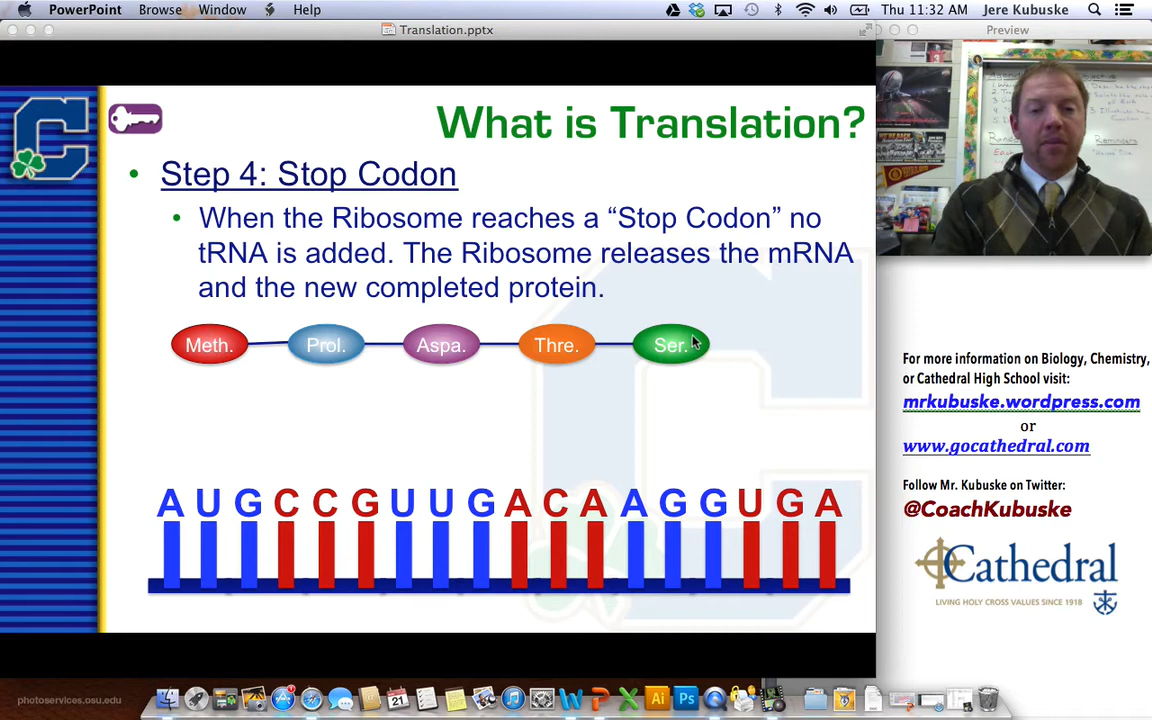 PowerPoint Browse Window Help Thu 11:32 AM Jere Kubuske
Translation.pptx
Preview
What is Translation?
• Step 4: Stop Codon
• When the Ribosome reaches a “Stop Codon” no
tRNA is added. The Ribosome releases the mRNA
and the new completed protein.
Meth. Prol. Aspa. Thre. Ser.
A U G C C G U U G A C A A G G U G A
For more information on Biology, Chemistry,
or Cathedral High School visit:
mrkubuske.wordpress.com
or
www.gocathedral.com
Follow Mr. Kubuske on Twitter:
@CoachKubuske
Cathedral
LIVING HOLY CROSS VALUES SINCE 1918
photoservices.osu.edu